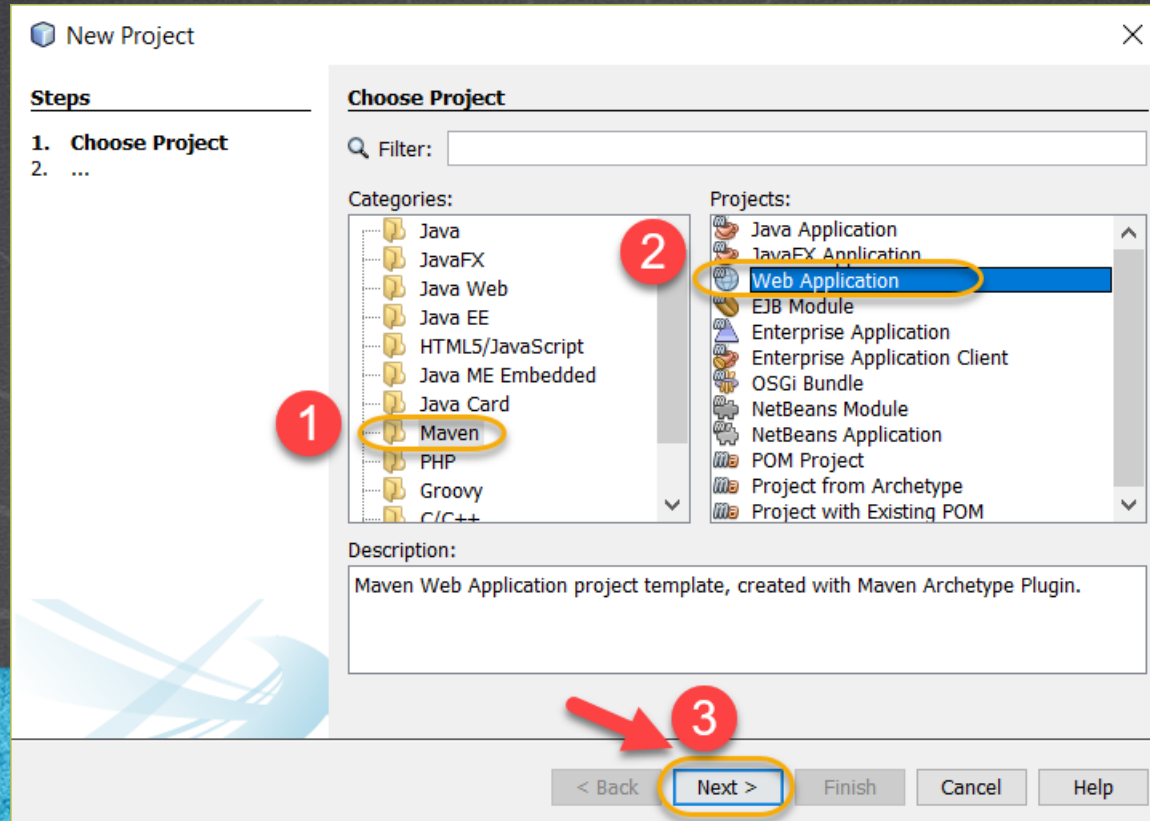 New Project
Steps
1. Choose Project
2. ...
Choose Project
Filter:
Categories:
Java
JavaFX
Java Web
Java EE
HTML5/JavaScript
Java ME Embedded
Java Card
1
Maven
PHP
Groovy
C/C++
Projects:
2
Java Application
JavaFX Application
Web Application
EJB Module
Enterprise Application
Enterprise Application Client
OSGi Bundle
NetBeans Module
NetBeans Application
POM Project
Project from Archetype
Project with Existing POM
Description:
Maven Web Application project template, created with Maven Archetype Plugin.
3
< Back Next > Finish Cancel Help